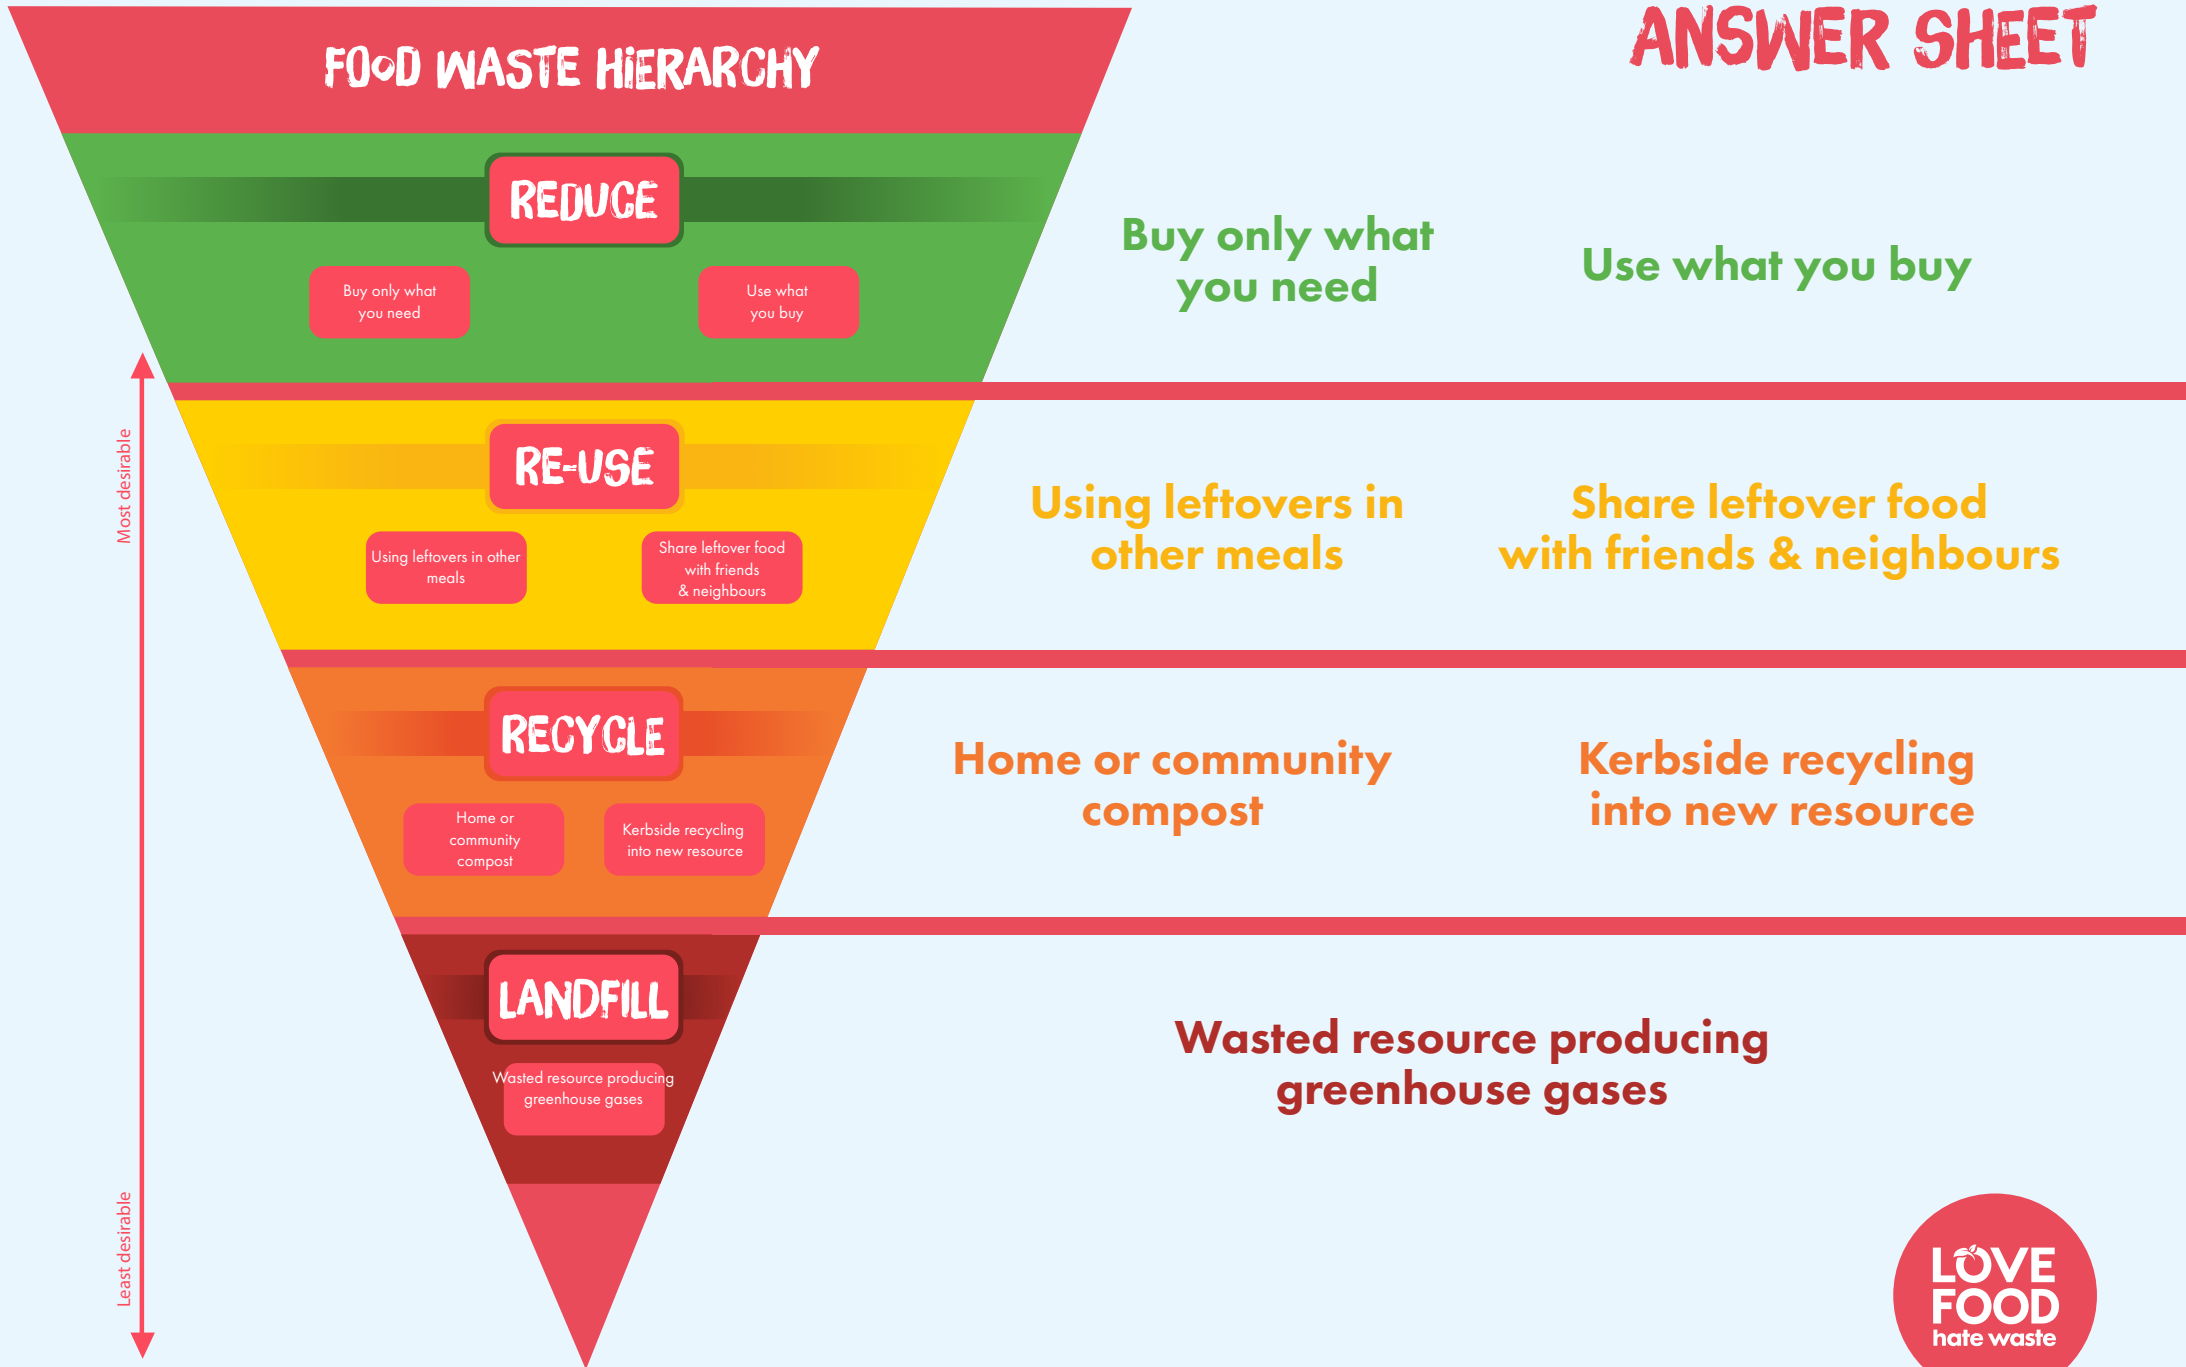 FOOD WASTE HiERARCHY
ANSWER SHEET
REDUCE
Buy only what
you need
Use what
you buy
Buy only what
you need
Use what you buy
Most desirable
RE-USE
Using leftovers in other
meals
Share leftover food
with friends
& neighbours
Using leftovers in
other meals
Share leftover food
with friends & neighbours
RECYCLE
Home or
community
compost
Kerbside recycling
into new resource
Home or community
compost
Kerbside recycling
into new resource
LANDFILL
Wasted resource producing
greenhouse gases
Wasted resource producing
greenhouse gases
Least desirable
LOVE
FOOD
hate waste